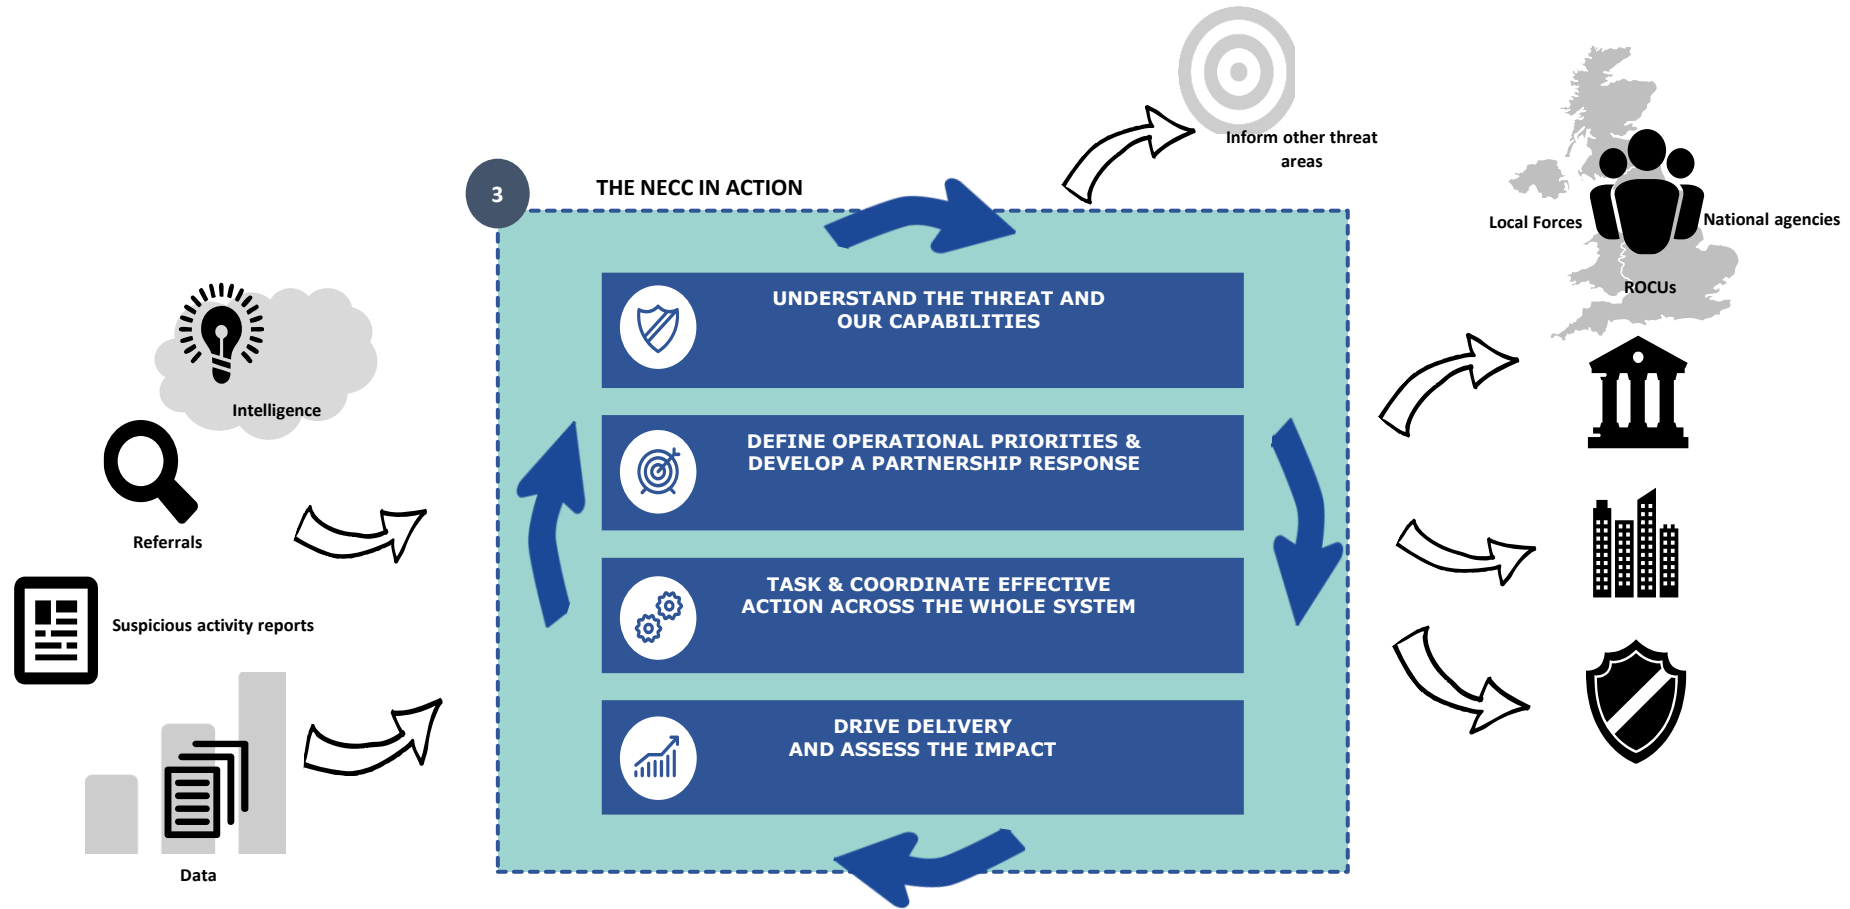 Inform other threat
areas
3
THE NECC IN ACTION
Local Forces
National agencies
ROCUs
UNDERSTAND THE THREAT AND
OUR CAPABILITIES
Intelligence
DEFINE OPERATIONAL PRIORITIES &
DEVELOP A PARTNERSHIP RESPONSE
Referrals
TASK & COORDINATE EFFECTIVE
ACTION ACROSS THE WHOLE SYSTEM
Suspicious activity reports
DRIVE DELIVERY
AND ASSESS THE IMPACT
Data